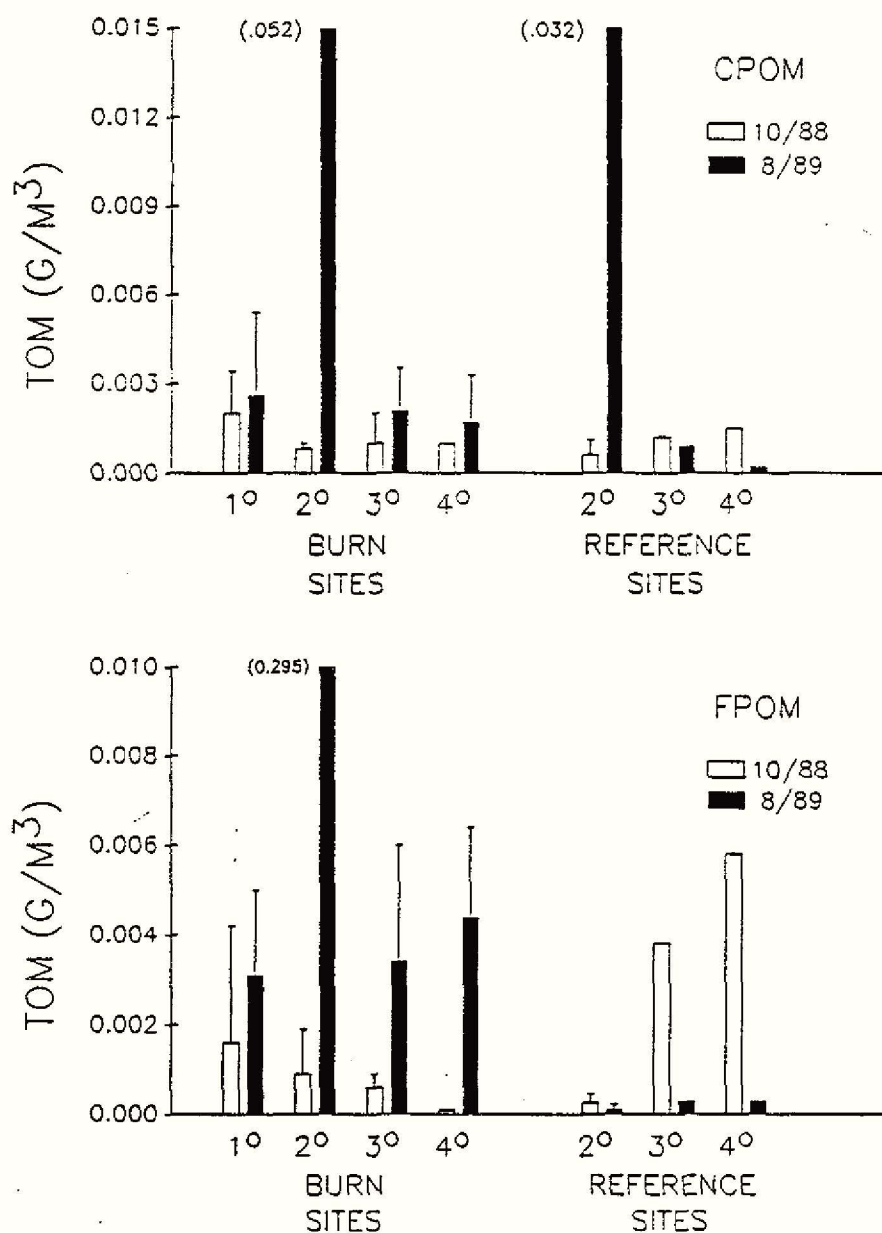 0.015
0.012
0.009
0.006
0.003
0.000
TOM (G/M³)
(.052)
(.032)
CPOM
10/88
8/89
1° 2° 3° 4° 2° 3° 4°
BURN SITES
REFERENCE SITES
0.010
0.008
0.006
0.004
0.002
0.000
TOM (G/M³)
(0.295)
FPOM
10/88
8/89
1° 2° 3° 4° 2° 3° 4°
BURN SITES
REFERENCE SITES